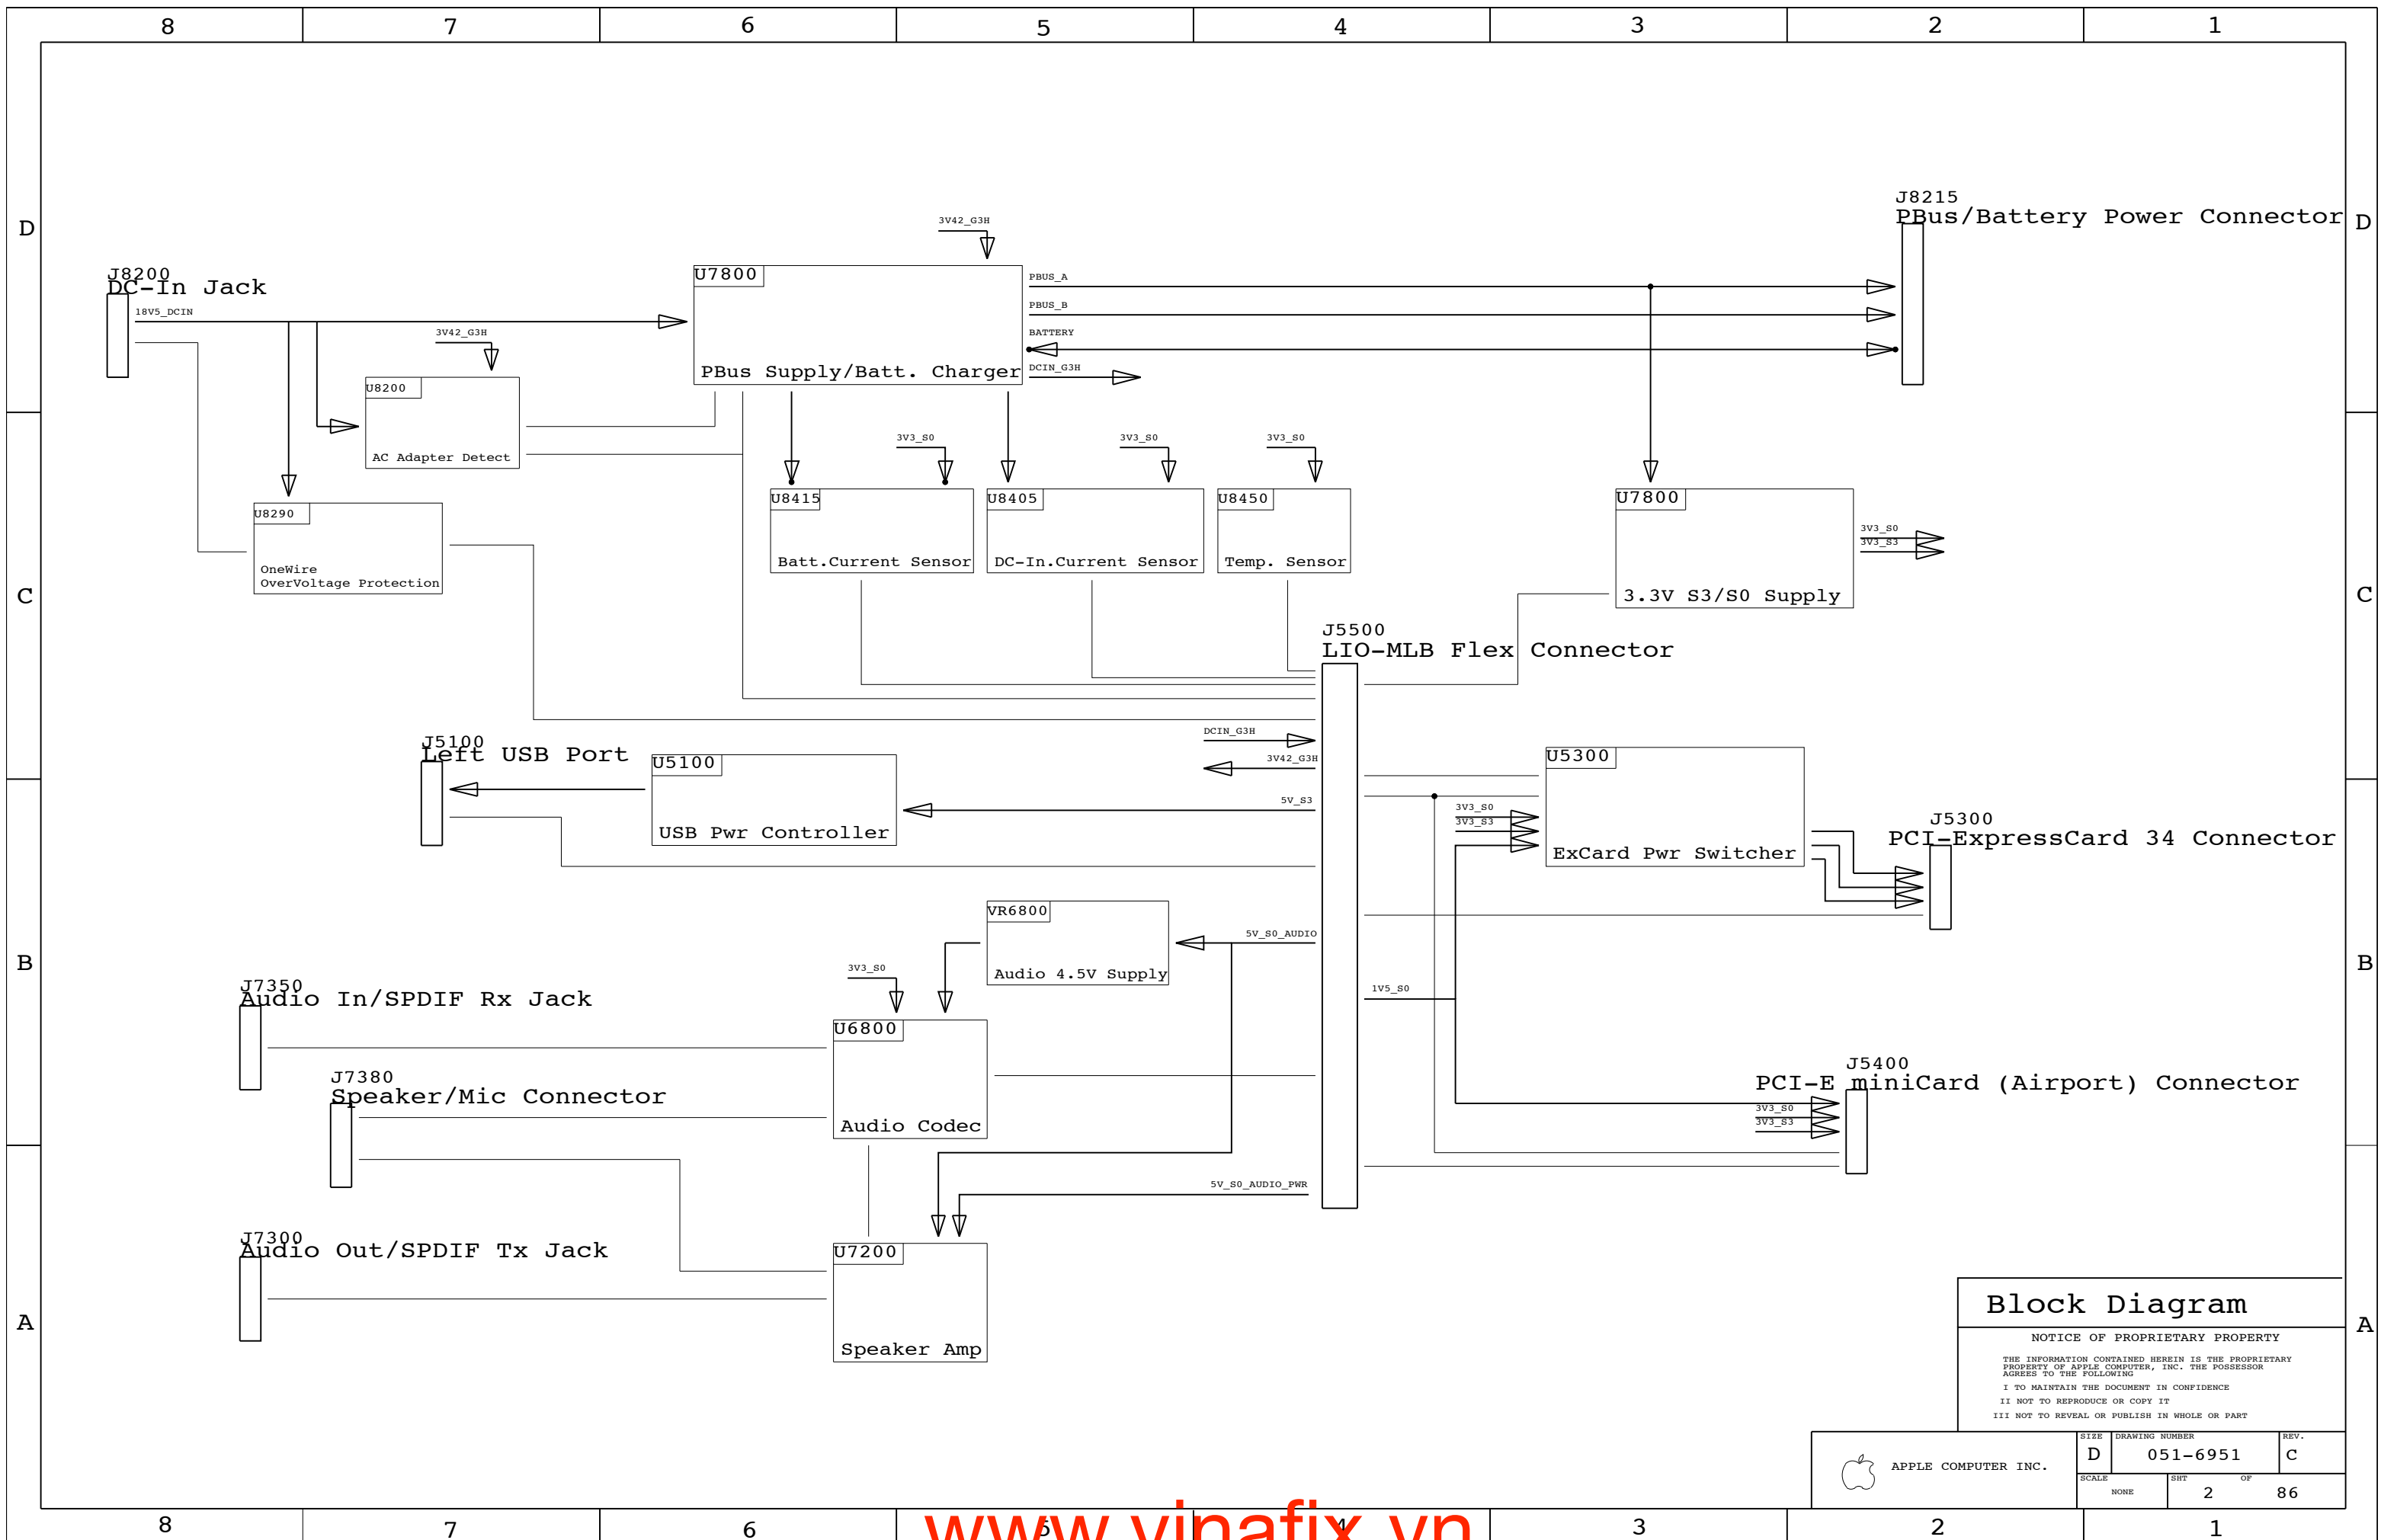 8 7 6 5 4 3 2 1
D
D
J8215
PBus/Battery Power Connector
3V42_G3H
J8200
DC-In Jack
18V5_DCIN
U7800
PBus Supply/Batt. Charger
PBUS_A
PBUS_B
BATTERY
DCIN_G3H
3V42_G3H
U8200
AC Adapter Detect
3V3_S0
3V3_S0
3V3_S0
U8290
OneWire
OverVoltage Protection
U8415
Batt.Current Sensor
U8405
DC-In.Current Sensor
U8450
Temp. Sensor
U7800
3.3V S3/S0 Supply
3V3_S0
3V3_S3
C
C
J5500
LIO-MLB Flex Connector
DCIN_G3H
3V42_G3H
5V_S3
J5100
Left USB Port
U5100
USB Pwr Controller
U5300
ExCard Pwr Switcher
3V3_S0
3V3_S3
J5300
PCI-ExpressCard 34 Connector
VR6800
Audio 4.5V Supply
5V_S0_AUDIO
B
B
3V3_S0
1V5_S0
J7350
Audio In/SPDIF Rx Jack
U6800
Audio Codec
J7380
Speaker/Mic Connector
J5400
PCI-E miniCard (Airport) Connector
3V3_S0
3V3_S3
5V_S0_AUDIO_PWR
J7300
Audio Out/SPDIF Tx Jack
U7200
Speaker Amp
A
A
Block Diagram
NOTICE OF PROPRIETARY PROPERTY
THE INFORMATION CONTAINED HEREIN IS THE PROPRIETARY
PROPERTY OF APPLE COMPUTER, INC. THE POSSESSOR
AGREES TO THE FOLLOWING
I TO MAINTAIN THE DOCUMENT IN CONFIDENCE
II NOT TO REPRODUCE OR COPY IT
III NOT TO REVEAL OR PUBLISH IN WHOLE OR PART
APPLE COMPUTER INC.
SIZE DRAWING NUMBER REV.
D 051-6951 C
SCALE SHT OF
NONE 2 86
8 7 6 5 4 3 2 1
www.vinafix.vn